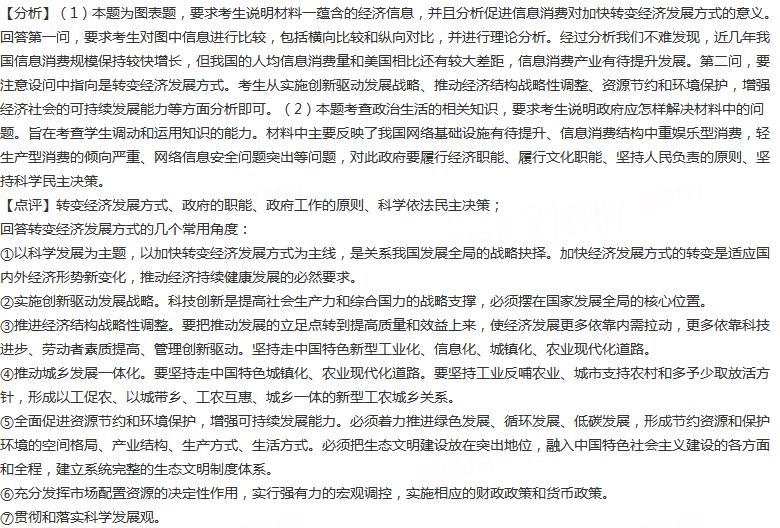 【分析】（1）本题为图表题，要求考生说明材料一蕴含的经济信息，并且分析促进信息消费对加快转变经济发展方式的意义。
回答第一问，要求考生对图中信息进行比较，包括横向比较和纵向对比，并进行理论分析。经过分析我们不难发现，近几年我
国信息消费规模保持较快增长，但我国的人均信息消费量和美国相比还有较大差距，信息消费产业有待提升发展。第二问，要
注意设问中指向是转变经济发展方式。考生从实施创新驱动发展战略、推动经济结构战略性调整、资源节约和环境保护，增强
经济社会的可持续发展能力等方面分析即可。（2）本题考查政治生活的相关知识，要求考生说明政府应怎样解决材料中的问
题。旨在考查学生调动和运用知识的能力。材料中主要反映了我国网络基础设施有待提升、信息消费结构中重娱乐型消费，轻
生产型消费的倾向严重、网络信息安全问题突出等问题，对此政府要履行经济职能、履行文化职能、坚持人民负责的原则、坚
持科学民主决策。
【点评】转变经济发展方式、政府的职能、政府工作的原则、科学依法民主决策；
回答转变经济发展方式的几个常用角度：
①以科学发展为主题，以加快转变经济发展方式为主线，是关系我国发展全局的战略抉择。加快经济发展方式的转变是适应国
内外经济形势新变化，推动经济持续健康发展的必然要求。
②实施创新驱动发展战略。科技创新是提高社会生产力和综合国力的战略支撑，必须摆在国家发展全局的核心位置。
③推进经济结构战略性调整。要把推动发展的立足点转到提高质量和效益上来，使经济发展更多依靠内需拉动，更多依靠科技
进步、劳动者素质提高、管理创新驱动。坚持走中国特色新型工业化、信息化、城镇化、农业现代化道路。
④推动城乡发展一体化。要坚持走中国特色城镇化、农业现代化道路。要坚持工业反哺农业、城市支持农村和多予少取放活方
针，形成以工促农、以城带乡、工农互惠、城乡一体的新型工农城乡关系。
⑤全面促进资源节约和环境保护，增强可持续发展能力。必须着力推进绿色发展、循环发展、低碳发展，形成节约资源和保护
环境的空间格局、产业结构、生产方式、生活方式。必须把生态文明建设放在突出地位，融入中国特色社会主义建设的各方面
和全程，建立系统完整的生态文明制度体系。
⑥充分发挥市场配置资源的决定性作用，实行强有力的宏观调控，实施相应的财政政策和货币政策。
⑦贯彻和落实科学发展观。